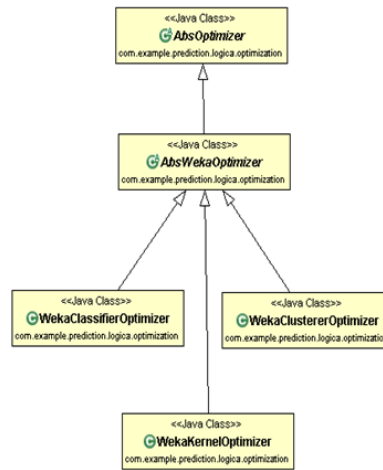 <<Java Class>>
AbsOptimizer
com.example.prediction.logica.optimization
<<Java Class>>
AbsWekaOptimizer
com.example.prediction.logica.optimization
<<Java Class>>
WekaClassifierOptimizer
com.example.prediction.logica.optimization
<<Java Class>>
WekaClustererOptimizer
com.example.prediction.logica.optimization
<<Java Class>>
WekaKernelOptimizer
com.example.prediction.logica.optimization